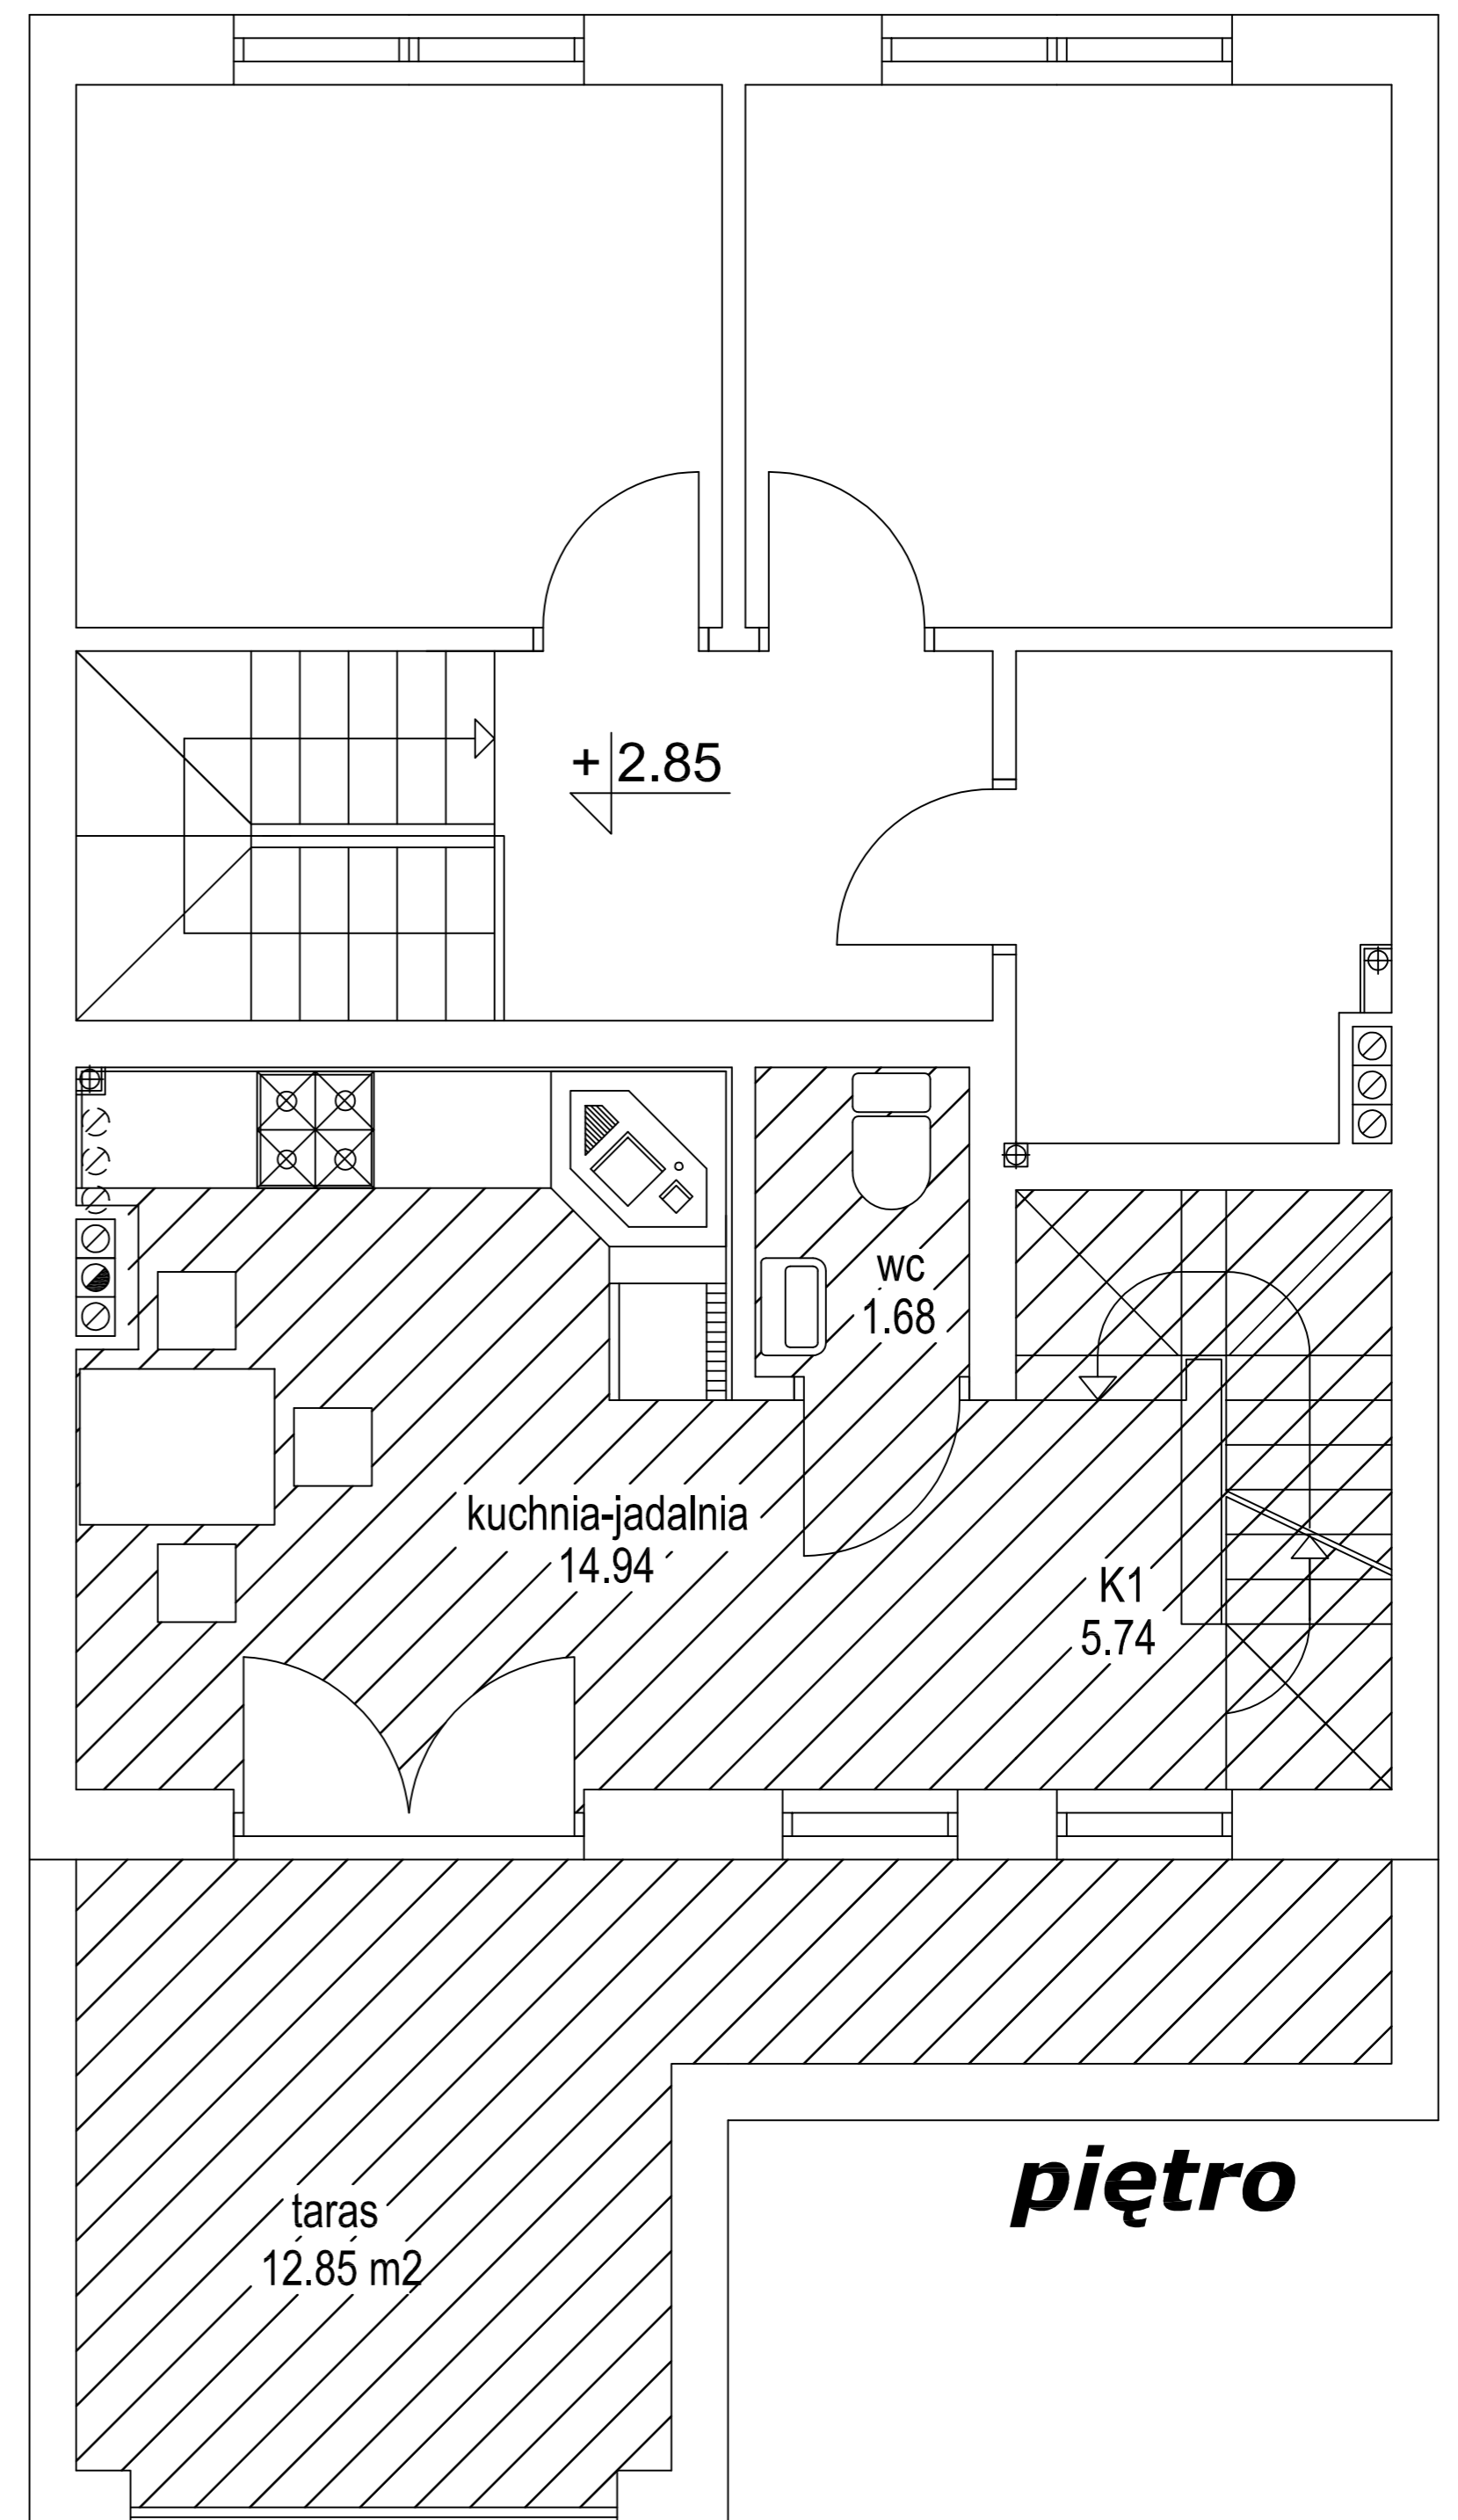 + 2.85
wc
1.68
kuchnia-jadalnia
14.94
K1
5.74
piętro
taras
12.85 m2